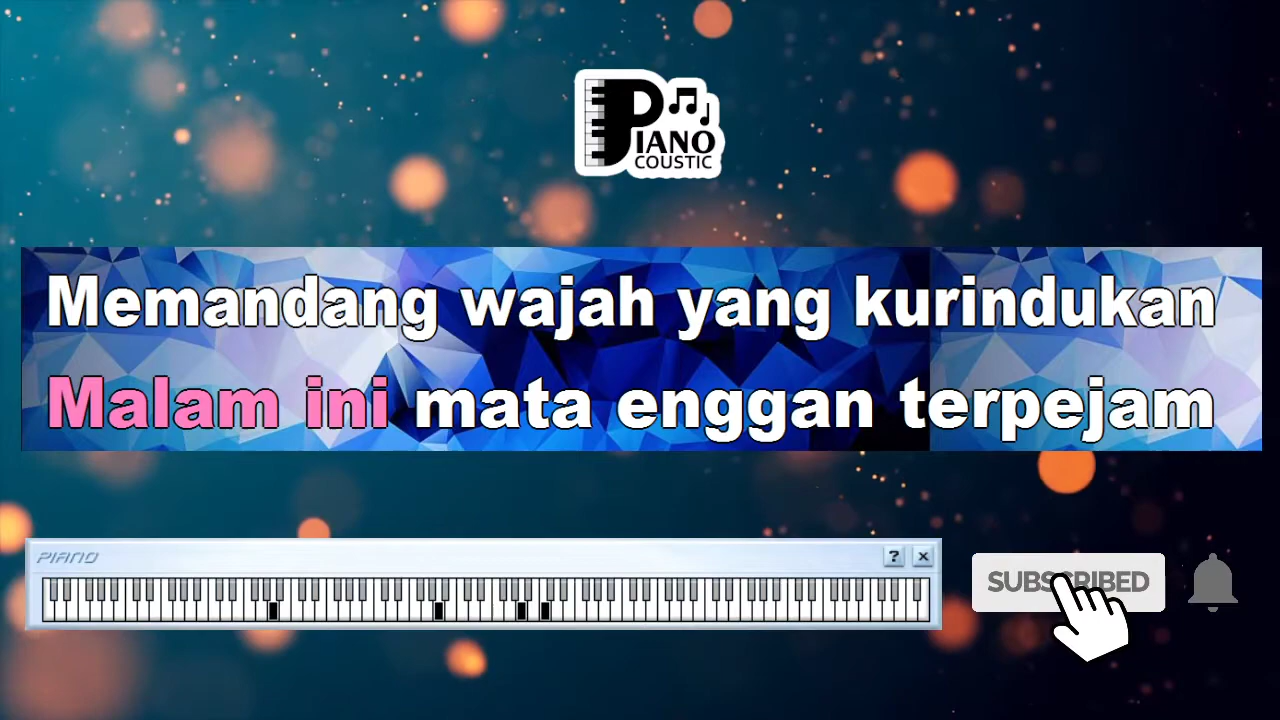 PIANO
COUSTIC
Memandang wajah yang kurindukan
Malam ini mata enggan terpejam
PIANO
? ×
SUBSCRIBED